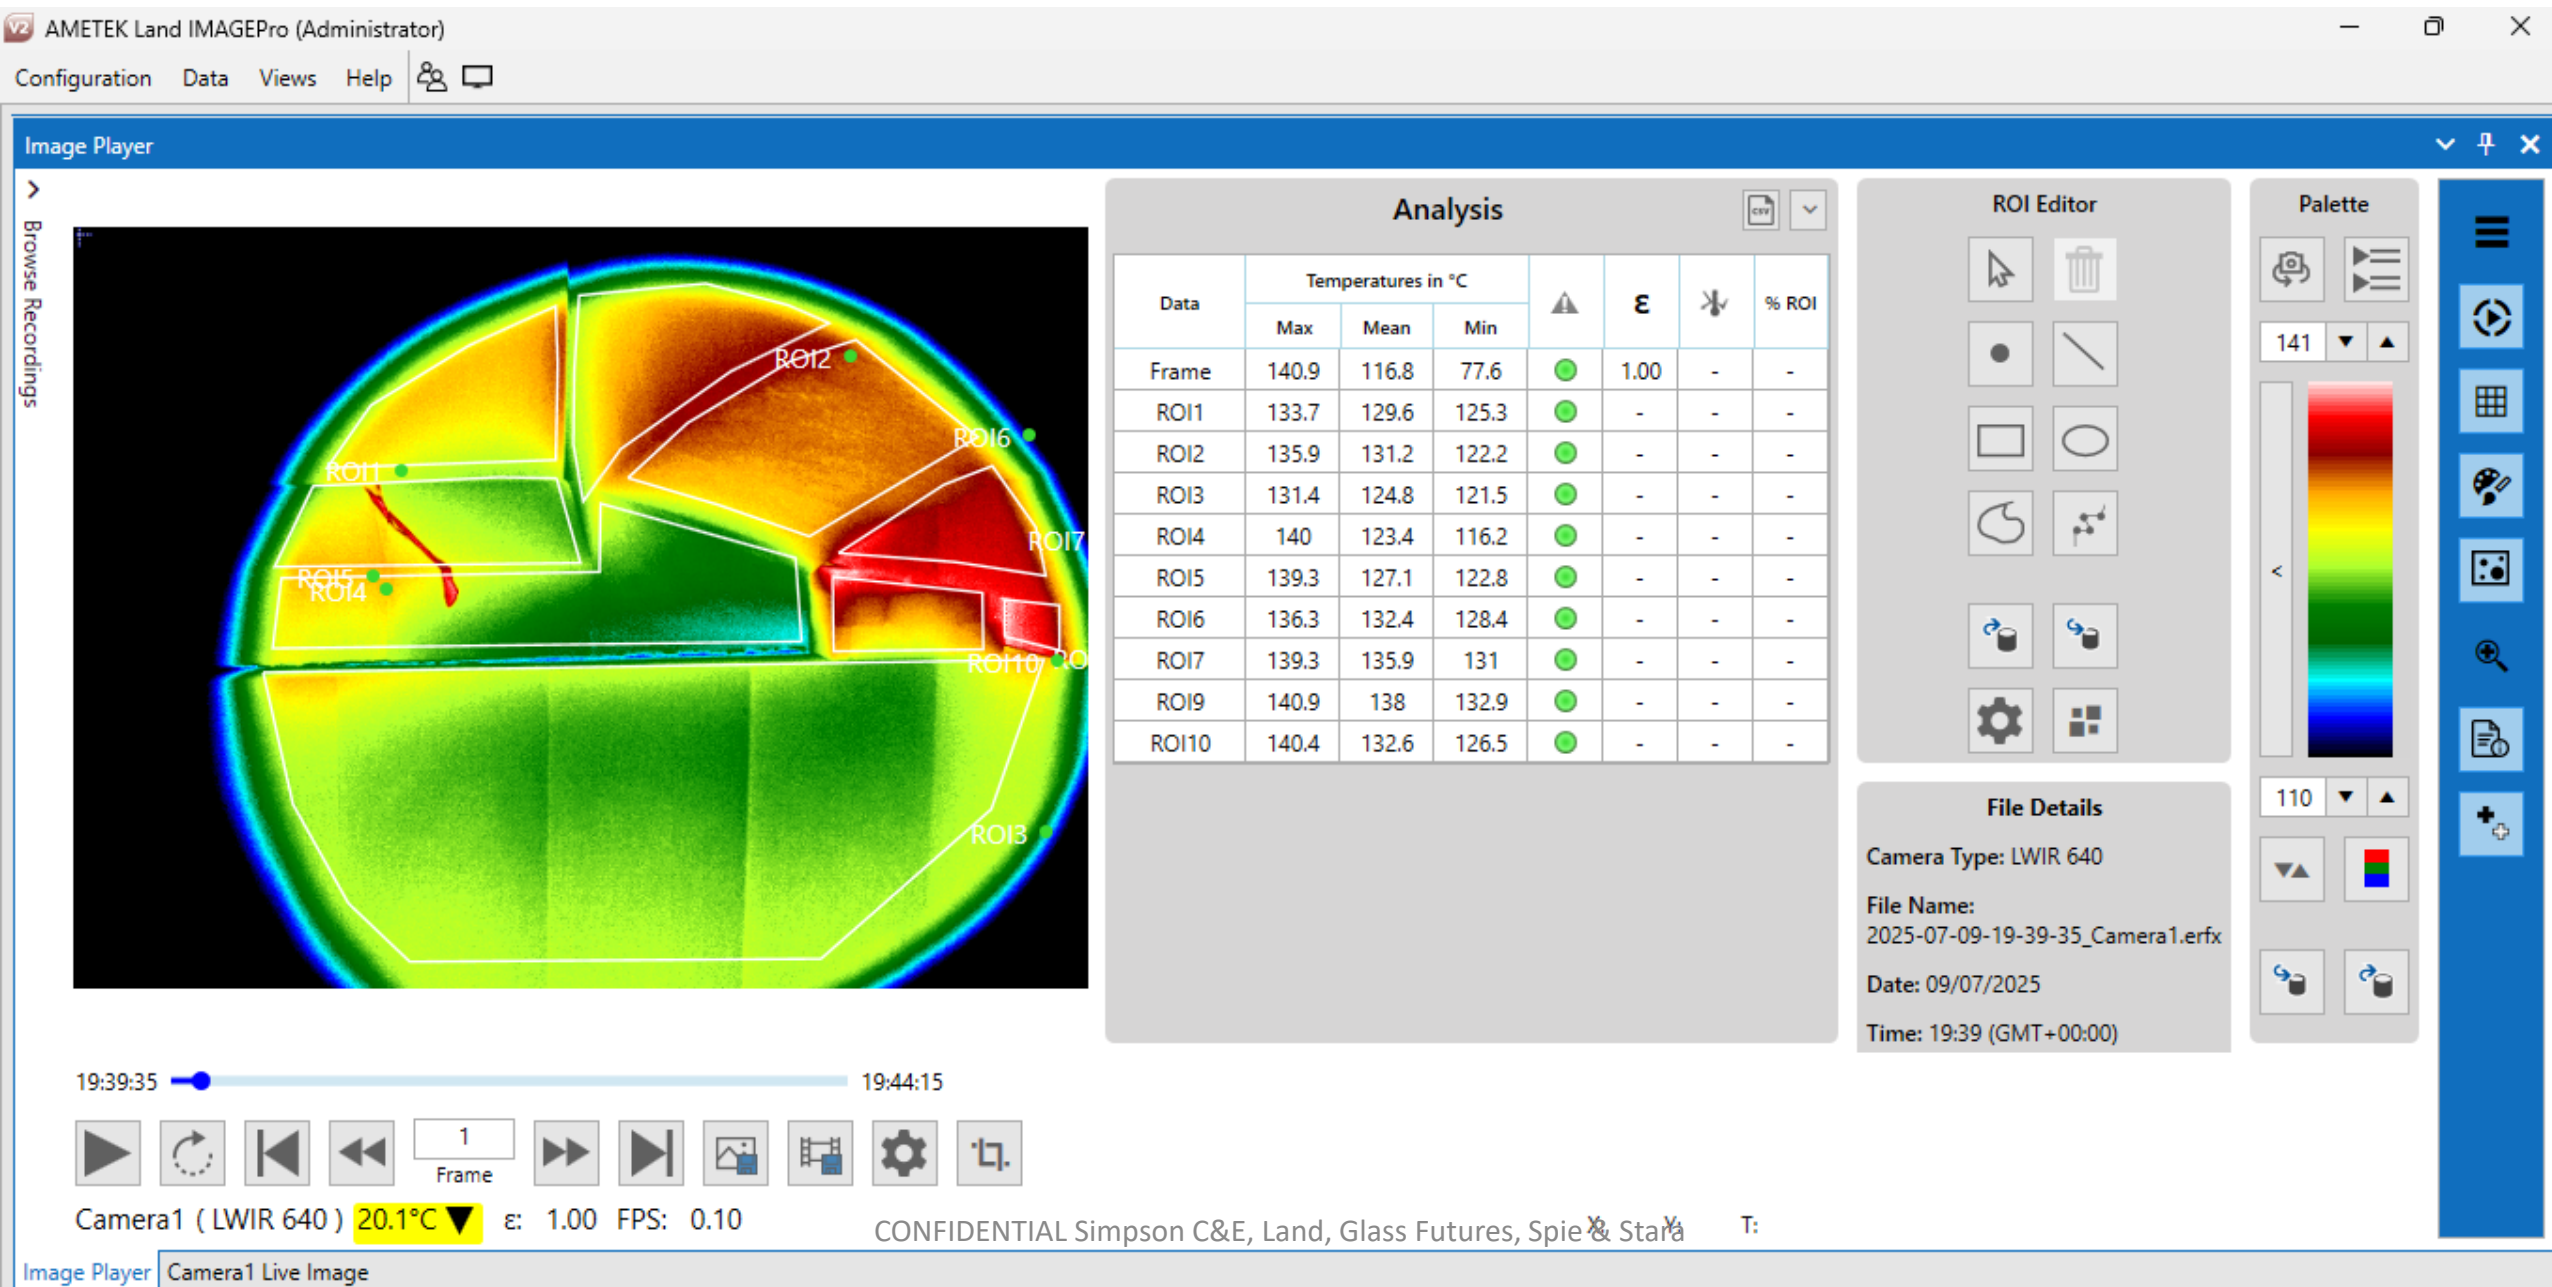 V2 AMETEK Land IMAGEPro (Administrator)
Configuration Data Views Help
Image Player
Browse Recordings
ROI2
ROI6
ROI1
ROI7
ROI5
ROI4
ROI10
RO
ROI3
Analysis
CSV
Data Temperatures in °C ε % ROI
Max Mean Min
Frame 140.9 116.8 77.6 1.00 - -
ROI1 133.7 129.6 125.3 - - -
ROI2 135.9 131.2 122.2 - - -
ROI3 131.4 124.8 121.5 - - -
ROI4 140 123.4 116.2 - - -
ROI5 139.3 127.1 122.8 - - -
ROI6 136.3 132.4 128.4 - - -
ROI7 139.3 135.9 131 - - -
ROI9 140.9 138 132.9 - - -
ROI10 140.4 132.6 126.5 - - -
ROI Editor
File Details
Camera Type: LWIR 640
File Name:
2025-07-09-19-39-35_Camera1.erfx
Date: 09/07/2025
Time: 19:39 (GMT+00:00)
Palette
141
<
110
19:39:35 19:44:15
1
Frame
Camera1 ( LWIR 640 ) 20.1°C ε: 1.00 FPS: 0.10
X: Y: T:
CONFIDENTIAL Simpson C&E, Land, Glass Futures, Spie & Stara
Image Player Camera1 Live Image